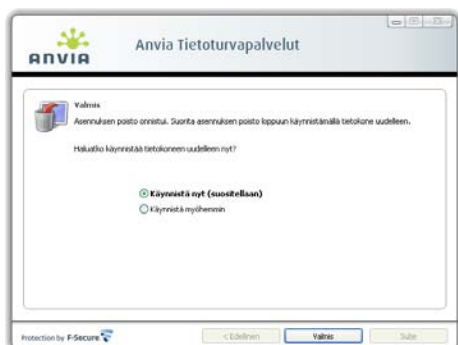 ANVIA
Anvia Tietoturvapalvelut
Valmis
Asennuksen poisto onnistui. Suorita asennuksen poisto loppuun käynnistämällä tietokone uudelleen.
Haluatko käynnistää tietokoneen uudelleen nyt?
Käynnistä nyt (suositellaan)
Käynnistä myöhemmin
Protection by F-Secure
< Edellinen
Valmis
Sulje